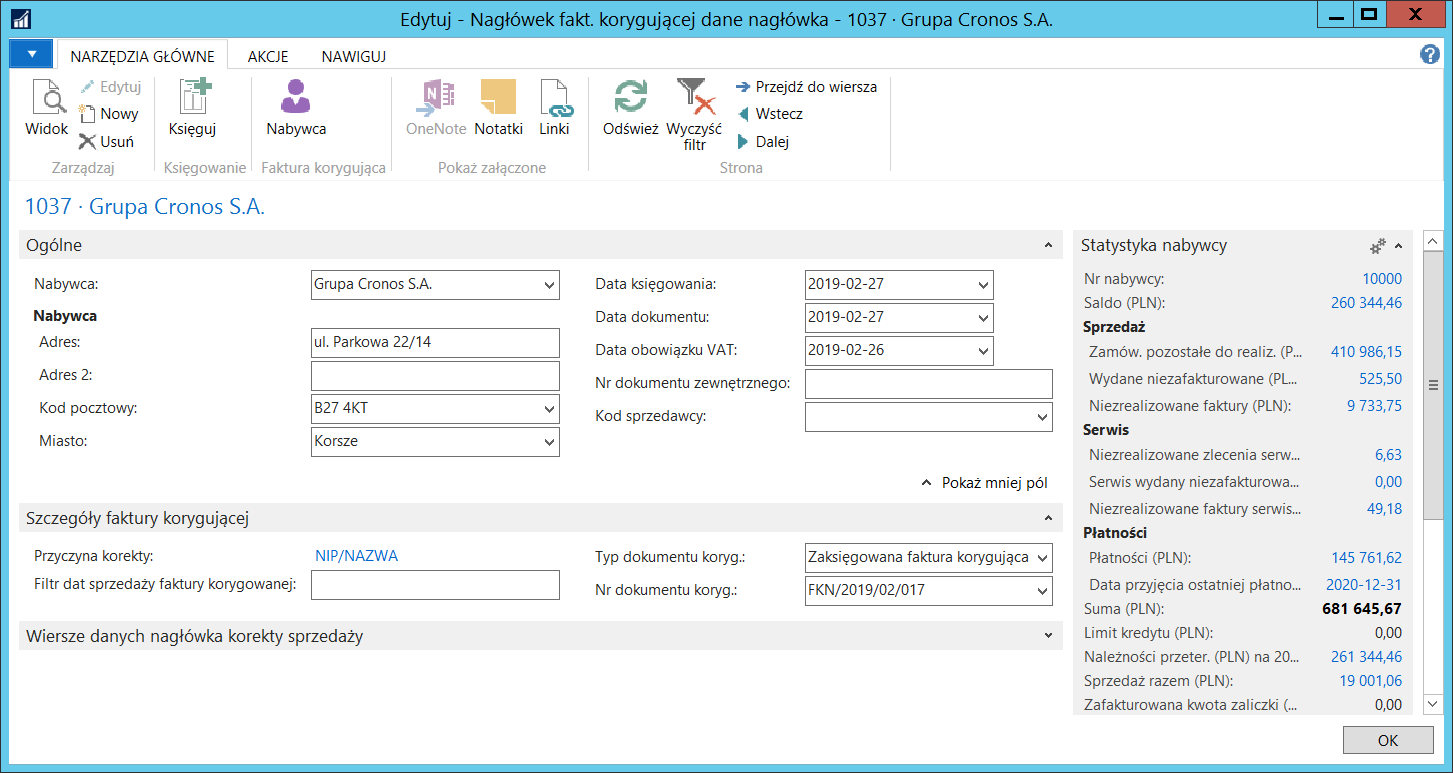 Edytuj - Nagłówek fakt. korygującej dane nagłówka - 1037 · Grupa Cronos S.A.
NARZĘDZIA GŁÓWNE
AKCJE
NAWIGUJ
Widok
Edytuj
Nowy
Usuń
Zarządzaj
Księguj
Księgowanie
Nabywca
Faktura korygująca
OneNote
Notatki
Linki
Pokaż załączone
Odśwież
Wyczyść
filtr
Przejdź do wiersza
Wstecz
Dalej
Strona
1037 · Grupa Cronos S.A.
Ogólne
Nabywca: Grupa Cronos S.A.
Nabywca
Adres: ul. Parkowa 22/14
Adres 2:
Kod pocztowy: B27 4KT
Miasto: Korsze
Data księgowania: 2019-02-27
Data dokumentu: 2019-02-27
Data obowiązku VAT: 2019-02-26
Nr dokumentu zewnętrznego:
Kod sprzedawcy:
Pokaż mniej pól
Szczegóły faktury korygującej
Przyczyna korekty: NIP/NAZWA
Filtr dat sprzedaży faktury korygowanej:
Typ dokumentu koryg.: Zaksięgowana faktura korygująca
Nr dokumentu koryg.: FKN/2019/02/017
Wiersze danych nagłówka korekty sprzedaży
Statystyka nabywcy
Nr nabywcy: 10000
Saldo (PLN): 260 344,46
Sprzedaż
Zamów. pozostałe do realiz. (P... 410 986,15
Wydane niezafakturowane (PL... 525,50
Niezrealizowane faktury (PLN): 9 733,75
Serwis
Niezrealizowane zlecenia serw... 6,63
Serwis wydany niezafakturowa... 0,00
Niezrealizowane faktury serwis... 49,18
Płatności
Płatności (PLN): 145 761,62
Data przyjęcia ostatniej płatno... 2020-12-31
Suma (PLN): 681 645,67
Limit kredytu (PLN): 0,00
Należności przeter. (PLN) na 20... 261 344,46
Sprzedaż razem (PLN): 19 001,06
Zafakturowana kwota zaliczki (... 0,00
OK